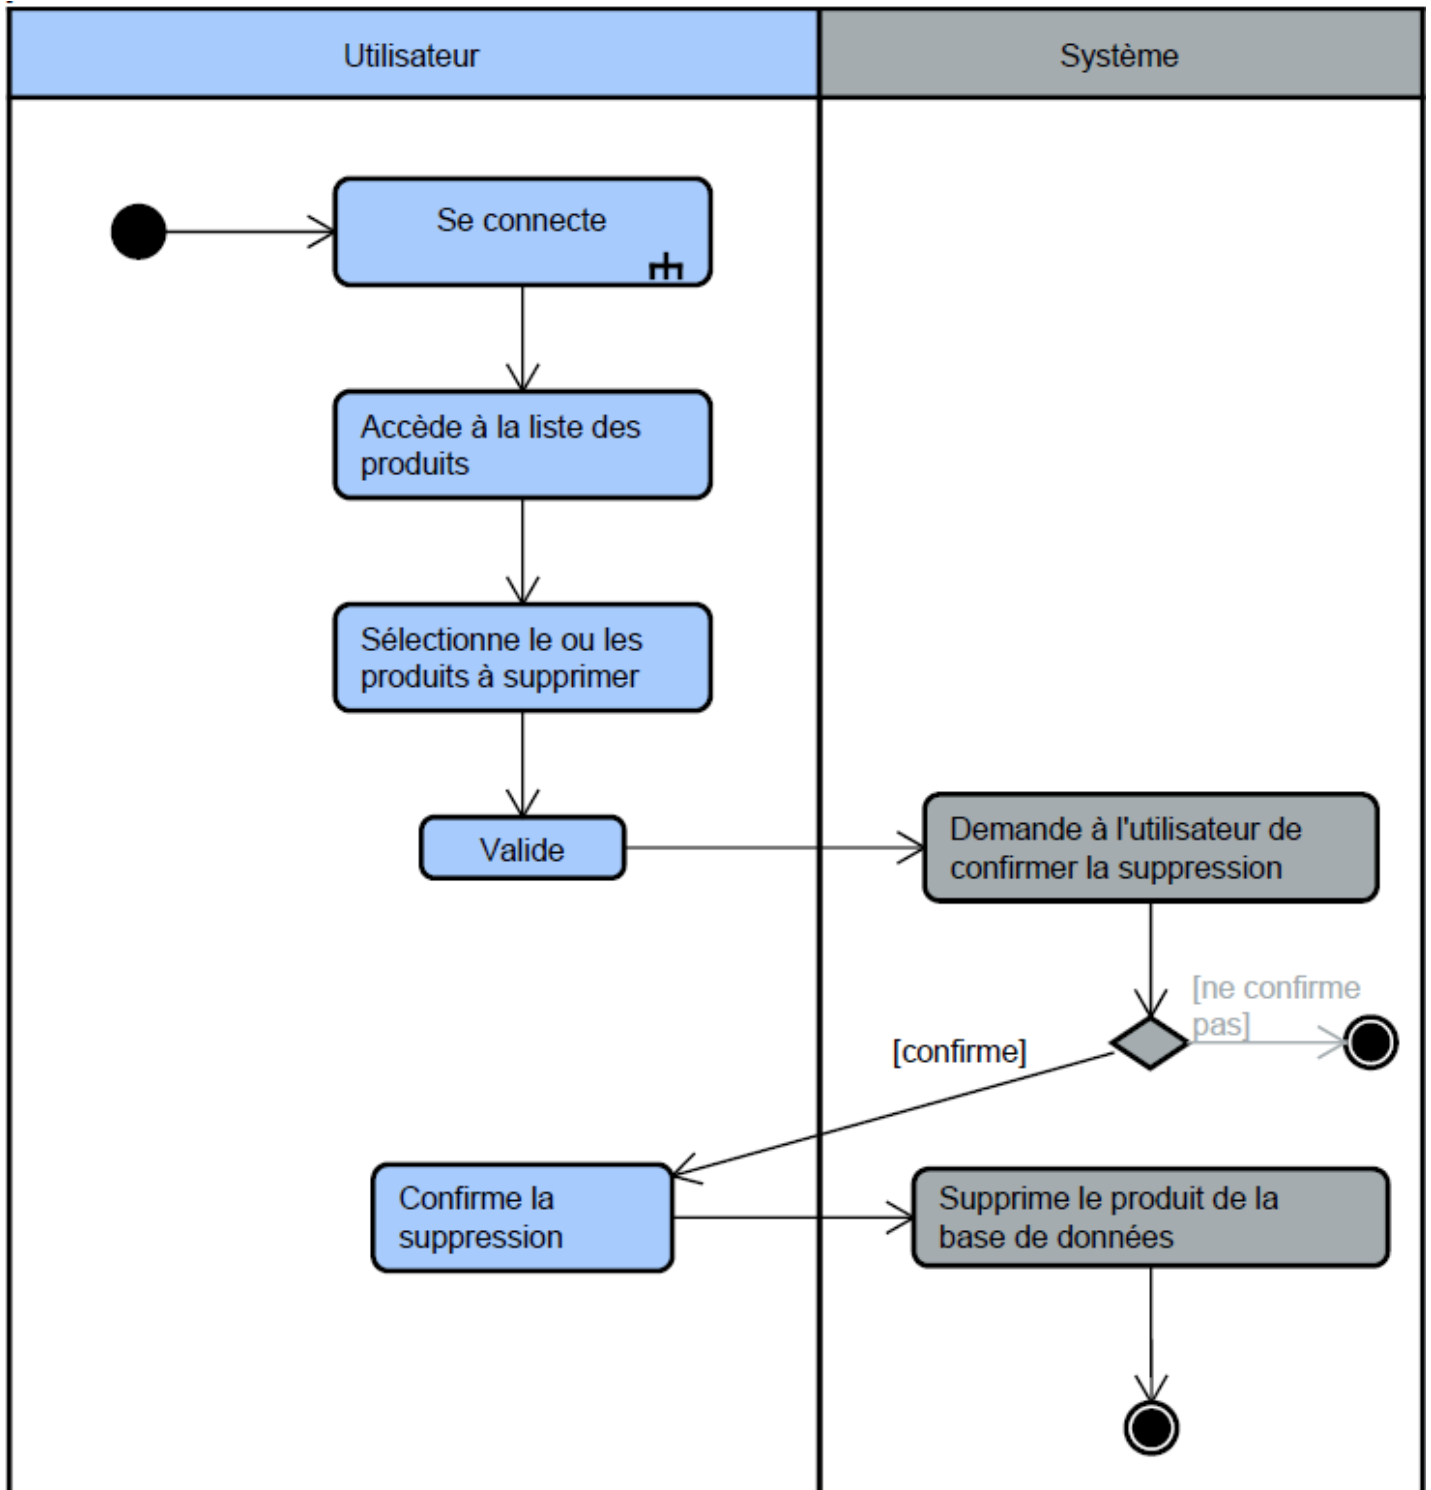 Utilisateur
Système
Se connecte
Accède à la liste des
produits
Sélectionne le ou les
produits à supprimer
Valide
Demande à l'utilisateur de
confirmer la suppression
[ne confirme
pas]
[confirme]
Confirme la
suppression
Supprime le produit de la
base de données